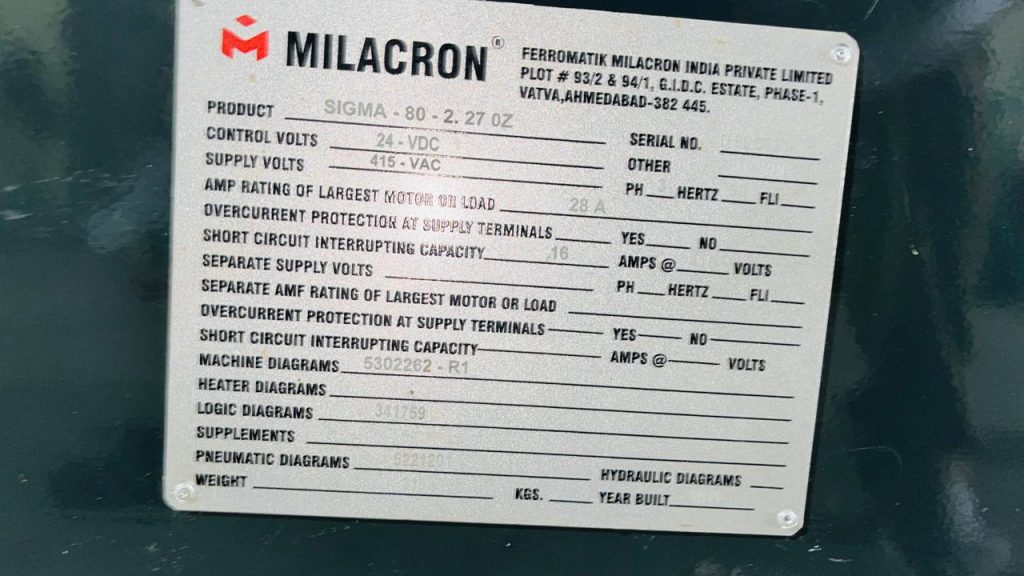 MILACRON®
FERROMATIK MILACRON INDIA PRIVATE LIMITED
PLOT # 93/2 & 94/1, G.I.D.C. ESTATE, PHASE-1,
VATVA,AHMEDABAD-382 445.
PRODUCT SIGMA - 80 - 2. 27 OZ
SERIAL NO.
CONTROL VOLTS 24 - VDC
OTHER
SUPPLY VOLTS 415 - VAC
PH 3 HERTZ FLI
AMP RATING OF LARGEST MOTOR OR LOAD 28 A
OVERCURRENT PROTECTION AT SUPPLY TERMINALS YES NO
SHORT CIRCUIT INTERRUPTING CAPACITY 16 AMPS @ VOLTS
SEPARATE SUPPLY VOLTS PH HERTZ FLI
SEPARATE AMF RATING OF LARGEST MOTOR OR LOAD
OVERCURRENT PROTECTION AT SUPPLY TERMINALS YES NO
SHORT CIRCUIT INTERRUPTING CAPACITY AMPS @ VOLTS
MACHINE DIAGRAMS 5302262 - R1
HEATER DIAGRAMS
LOGIC DIAGRAMS 341759
SUPPLEMENTS
PNEUMATIC DIAGRAMS HYDRAULIC DIAGRAMS
WEIGHT KGS. YEAR BUILT